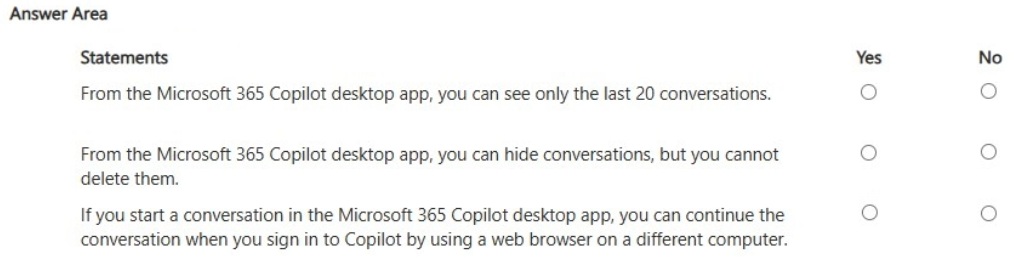 Answer Area
Statements Yes No
From the Microsoft 365 Copilot desktop app, you can see only the last 20 conversations.
From the Microsoft 365 Copilot desktop app, you can hide conversations, but you cannot
delete them.
If you start a conversation in the Microsoft 365 Copilot desktop app, you can continue the
conversation when you sign in to Copilot by using a web browser on a different computer.